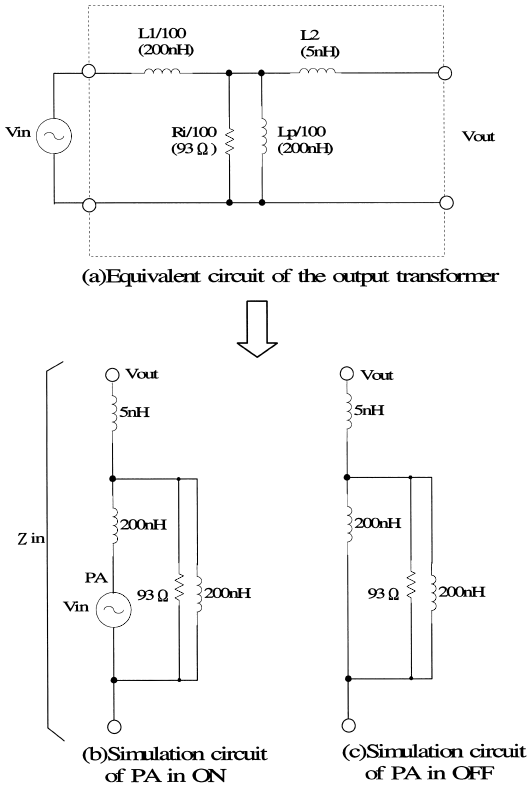 L1/100
(200nH)
L2
(5nH)
Vin
Ri/100
(93 Ω)
Lp/100
(200nH)
Vout
(a)Equivalent circuit of the output transformer
Vout
5nH
200nH
Z in
PA
Vin
93 Ω
200nH
(b)Simulation circuit
of PA in ON
Vout
5nH
200nH
93 Ω
200nH
(c)Simulation circuit
of PA in OFF